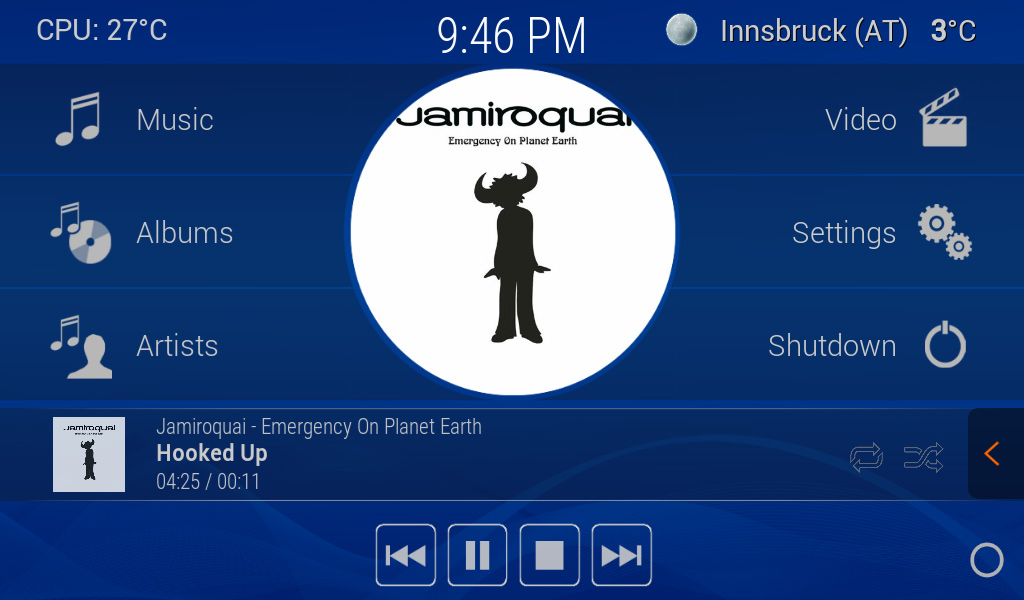 CPU: 27°C
9:46 PM
Innsbruck (AT) 3°C
Music
Albums
Artists
Jamiroquai
Emergency On Planet Earth
Video
Settings
Shutdown
Jamiroquai
Jamiroquai - Emergency On Planet Earth
Hooked Up
04:25 / 00:11